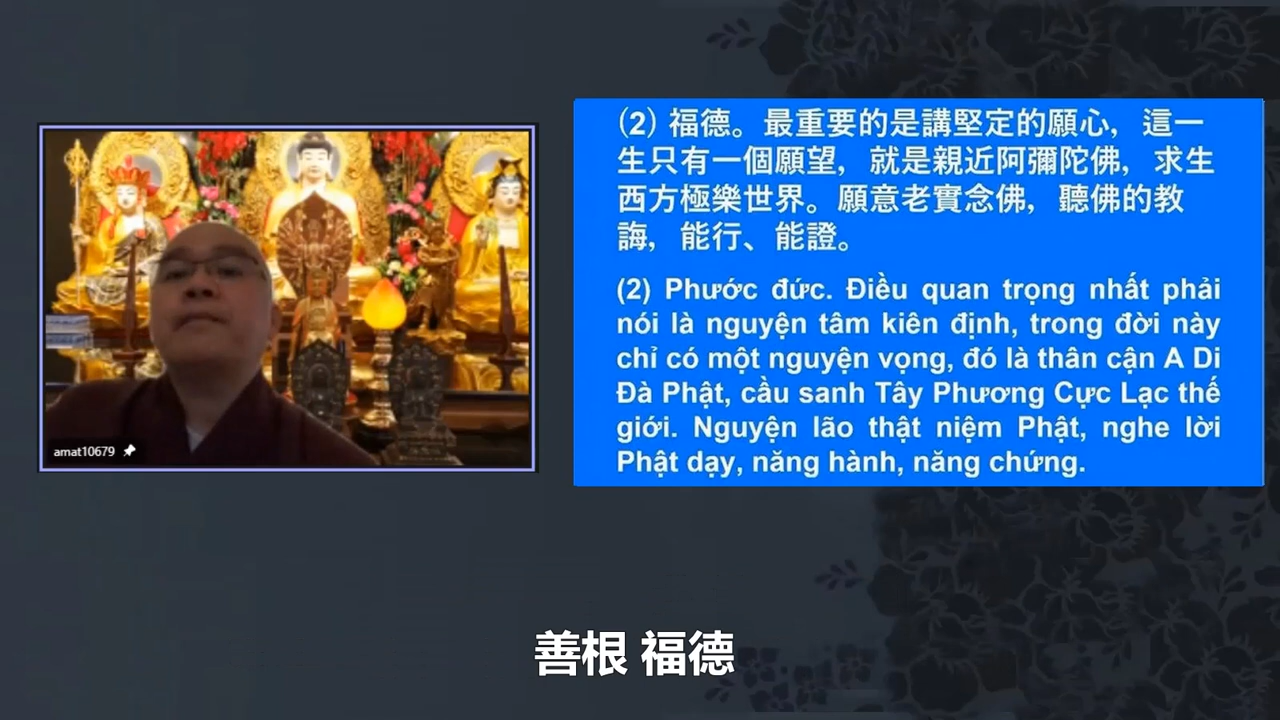 (2) 福德。最重要的是講堅定的願心，這一
生只有一個願望，就是親近阿彌陀佛，求生
西方極樂世界。願意老實念佛，聽佛的教
誨，能行、能證。
(2) Phước đức. Điều quan trọng nhất phải
nói là nguyện tâm kiên định, trong đời này
chỉ có một nguyện vọng, đó là thân cận A Di
Đà Phật, cầu sanh Tây Phương Cực Lạc thế
giới. Nguyện lão thật niệm Phật, nghe lời
Phật dạy, năng hành, năng chứng.
amat10679
善根 福德